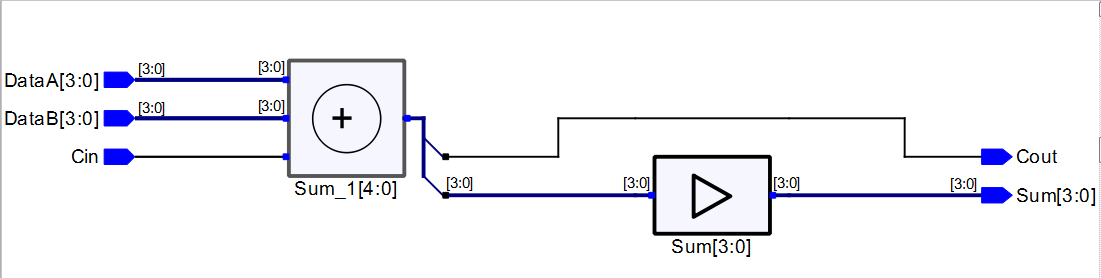 DataA[3:0] [3:0] [3:0]
DataB[3:0] [3:0] [3:0]
Cin
+
Sum_1[4:0]
Cout
[3:0] [3:0] [3:0] [3:0] Sum[3:0]
Sum[3:0]